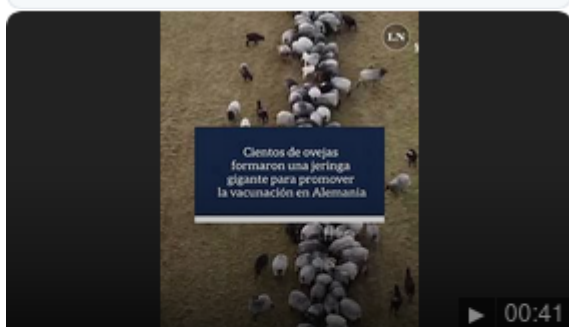 LN
Cientos de ovejas
formaron una jeringa
gigante para promover
la vacunación en Alemania
00:41